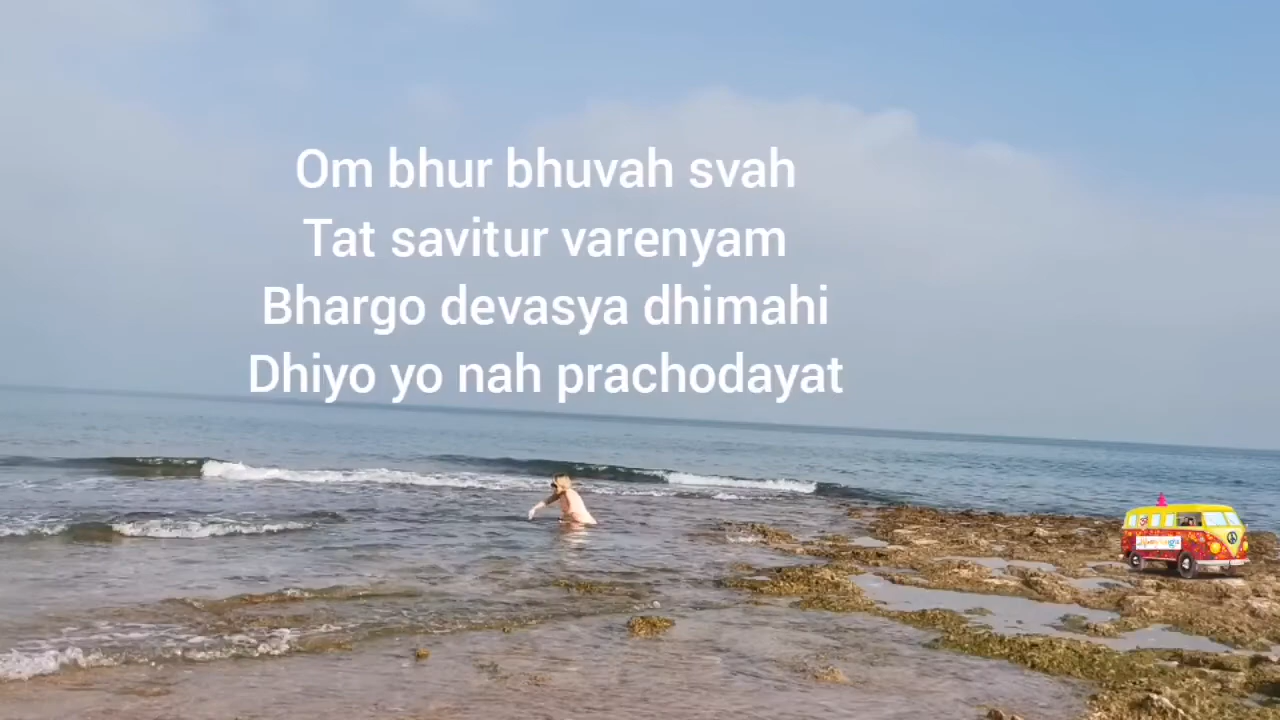 Om bhur bhuvah svah
Tat savitur varenyam
Bhargo devasya dhimahi
Dhiyo yo nah prachodayat